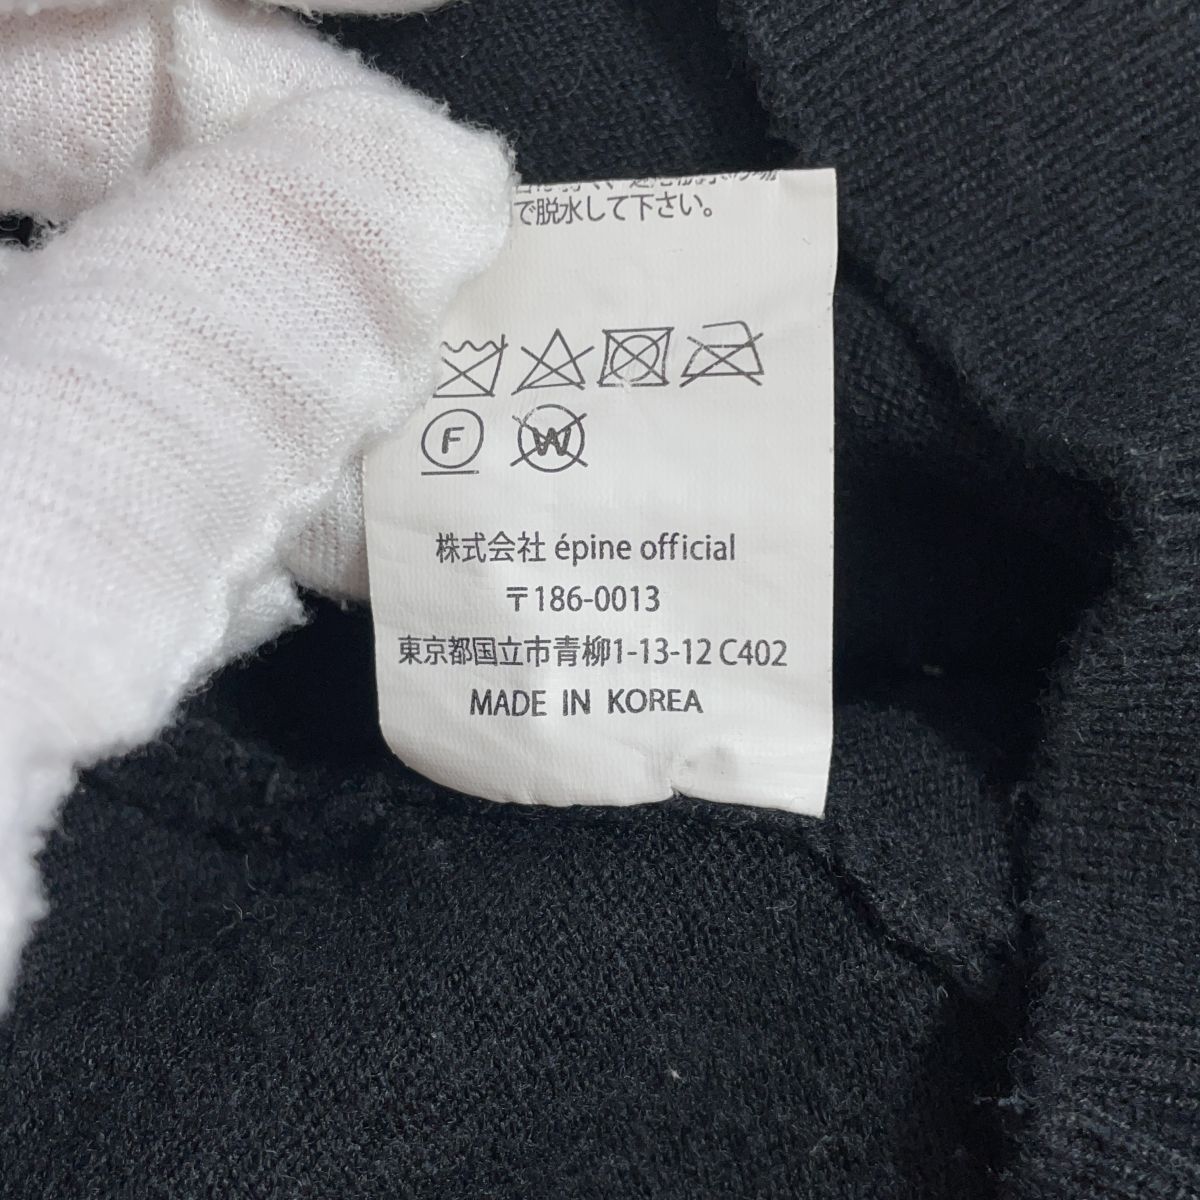 で脱水して下さい。
F
W
株式会社 épine official
〒186-0013
東京都国立市青柳1-13-12 C402
MADE IN KOREA